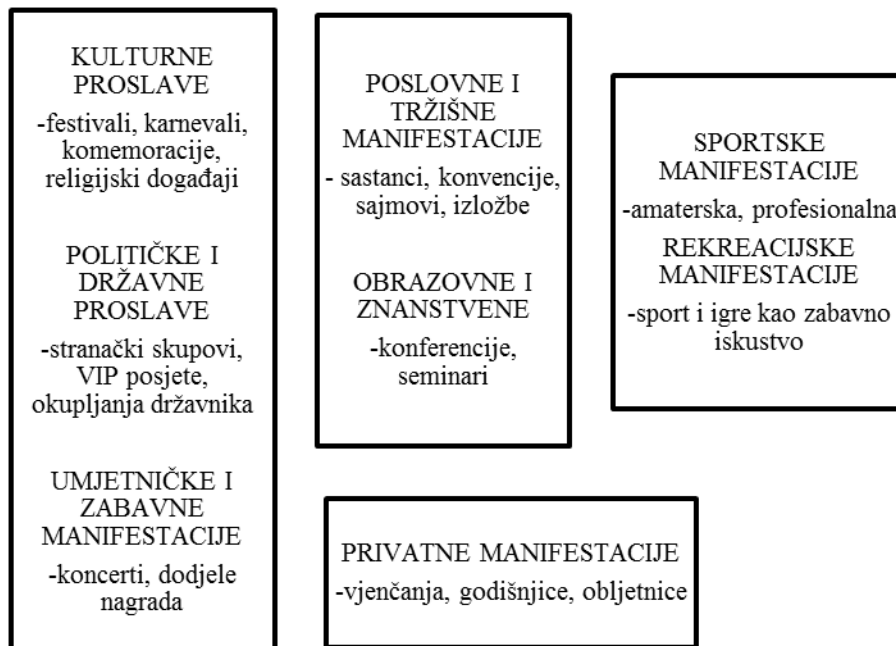 KULTURNE
PROSLAVE
-festivali, karnevali,
komemoracije,
religijski događaji
POLITIČKE I
DRŽAVNE
PROSLAVE
-stranački skupovi,
VIP posjete,
okupljanja državnika
UMJETNIČKE I
ZABAVNE
MANIFESTACIJE
-koncerti, dodjele
nagrada
POSLOVNE I
TRŽIŠNE
MANIFESTACIJE
- sastanci, konvencije,
sajmovi, izložbe
OBRAZOVNE I
ZNANSTVENE
-konferencije,
seminari
SPORTSKE
MANIFESTACIJE
-amaterska, profesionalna
REKREACIJSKE
MANIFESTACIJE
-sport i igre kao zabavno
iskustvo
PRIVATNE MANIFESTACIJE
-vjenčanja, godišnjice, obljetnice